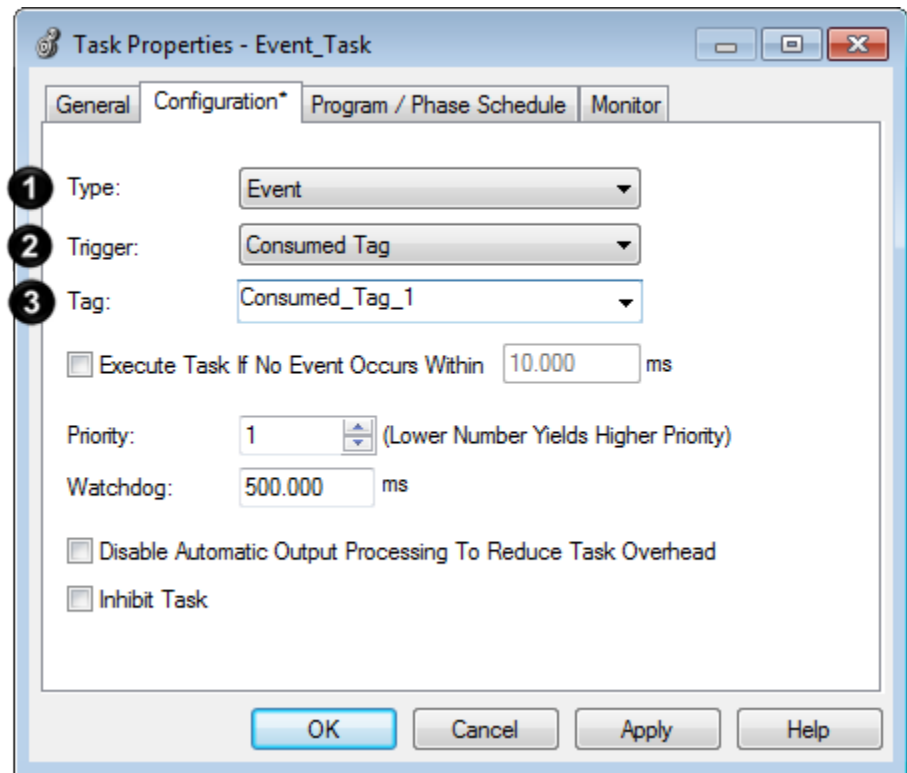 Task Properties - Event_Task
General Configuration* Program / Phase Schedule Monitor
1 Type: Event
2 Trigger: Consumed Tag
3 Tag: Consumed_Tag_1
Execute Task If No Event Occurs Within 10.000 ms
Priority: 1 (Lower Number Yields Higher Priority)
Watchdog: 500.000 ms
Disable Automatic Output Processing To Reduce Task Overhead
Inhibit Task
OK Cancel Apply Help